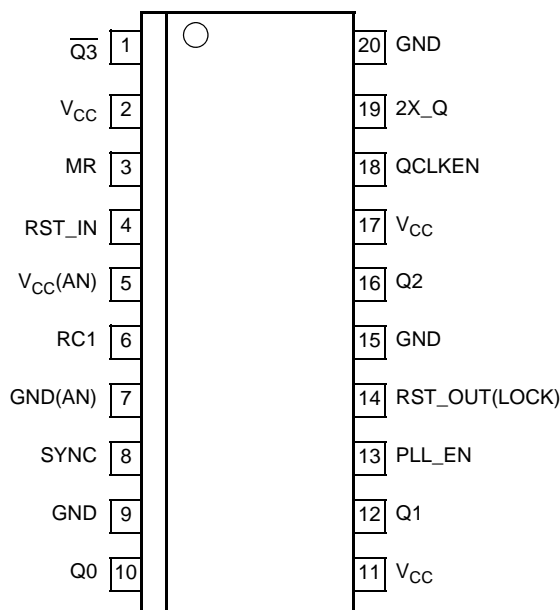 Q3 1 20 GND
VCC 2 19 2X_Q
MR 3 18 QCLKEN
RST_IN 4 17 VCC
VCC(AN) 5 16 Q2
RC1 6 15 GND
GND(AN) 7 14 RST_OUT(LOCK)
SYNC 8 13 PLL_EN
GND 9 12 Q1
Q0 10 11 VCC